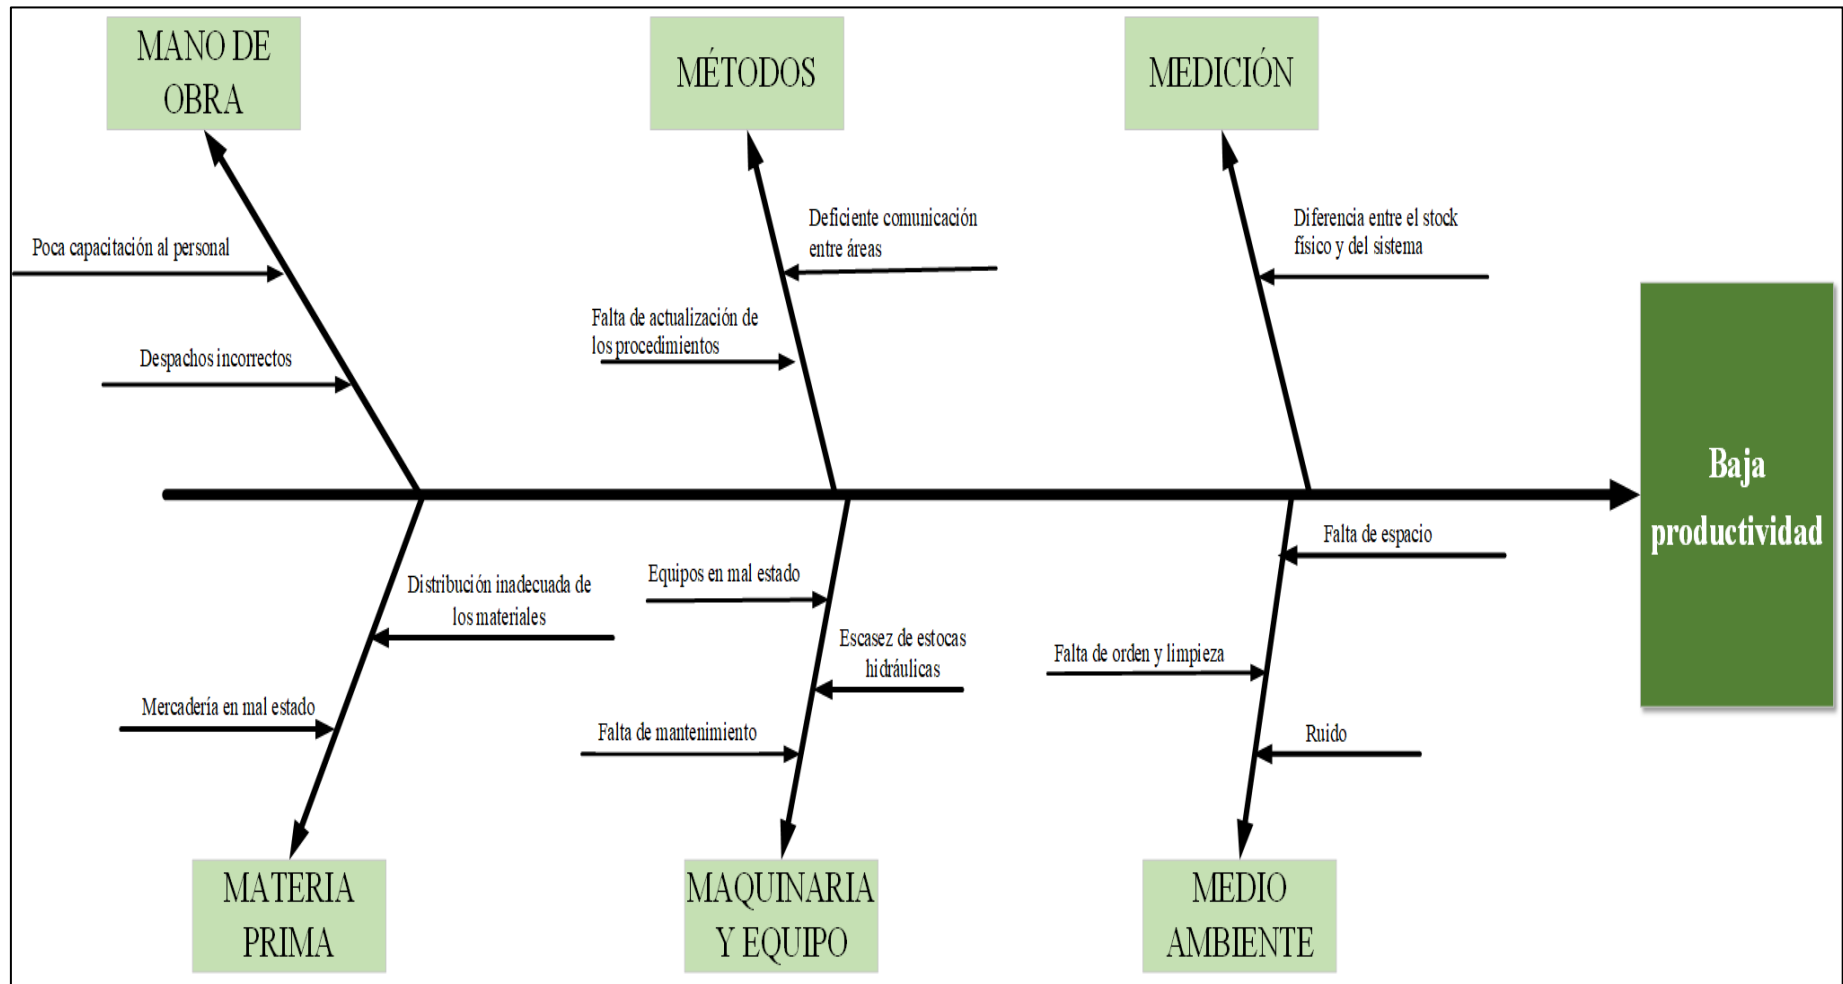 MANO DE
OBRA
MÉTODOS
MEDICIÓN
Poca capacitación al personal
Despachos incorrectos
Deficiente comunicación
entre áreas
Falta de actualización de
los procedimientos
Diferencia entre el stock
físico y del sistema
Baja
productividad
Distribución inadecuada de
los materiales
Mercadería en mal estado
Equipos en mal estado
Escasez de estocas
hidráulicas
Falta de mantenimiento
Falta de espacio
Falta de orden y limpieza
Ruido
MATERIA
PRIMA
MAQUINARIA
Y EQUIPO
MEDIO
AMBIENTE